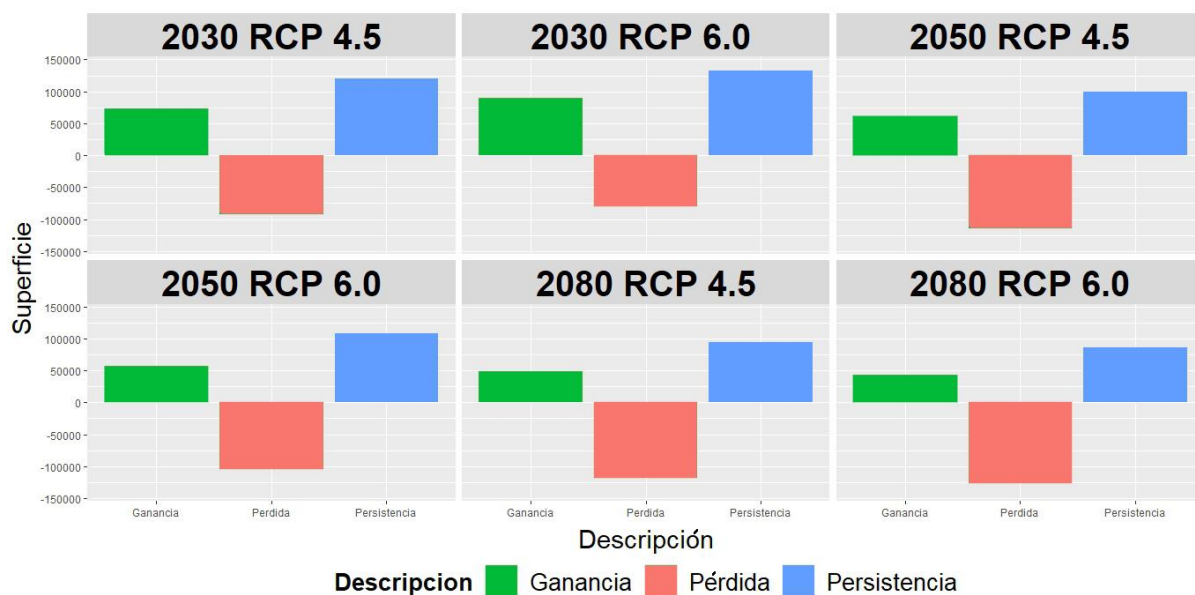 2030 RCP 4.5 2030 RCP 6.0 2050 RCP 4.5
150000
100000
50000
0
-50000
-100000
-150000
Superficie
2050 RCP 6.0 2080 RCP 4.5 2080 RCP 6.0
150000
100000
50000
0
-50000
-100000
-150000
Ganancia Perdida Persistencia Ganancia Perdida Persistencia Ganancia Perdida Persistencia
Descripción
Descripcion Ganancia Pérdida Persistencia